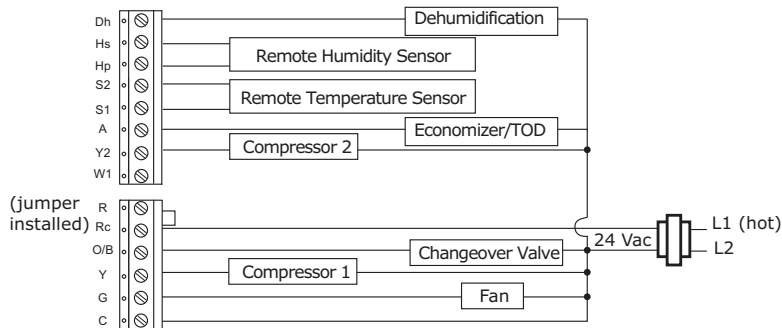 Dh
Dehumidification
Hs
Remote Humidity Sensor
Hp
S2
Remote Temperature Sensor
S1
A
Economizer/TOD
Y2
Compressor 2
W1
(jumper
installed)
R
Rc
L1 (hot)
24 Vac
O/B
Changeover Valve
L2
Y
Compressor 1
G
Fan
C